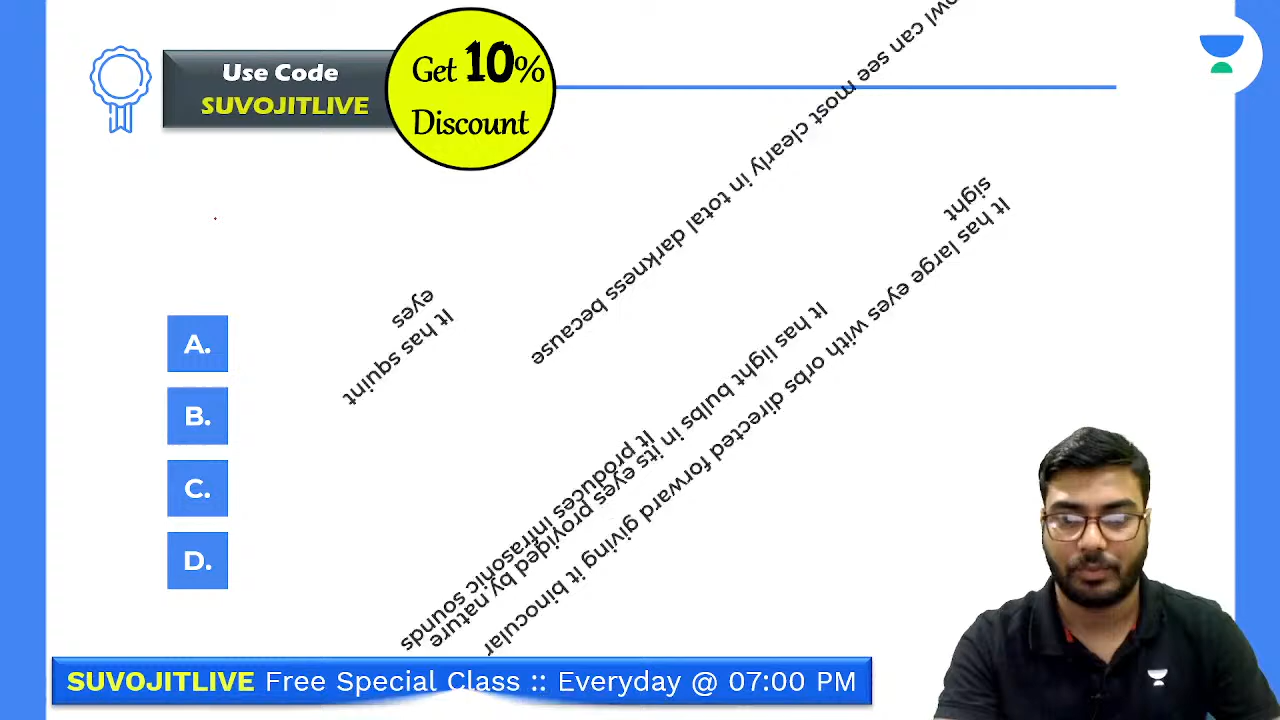 Use Code
SUVOJITLIVE
Get 10%
Discount
can see most clearly in total darkness because
It has squint
eyes
It has large eyes with orbs directed forward giving it binocular
sight
It has light bulbs in its eyes provided by nature
It produces infrasonic sounds
A.
B.
C.
D.
SUVOJITLIVE Free Special Class :: Everyday @ 07:00 PM